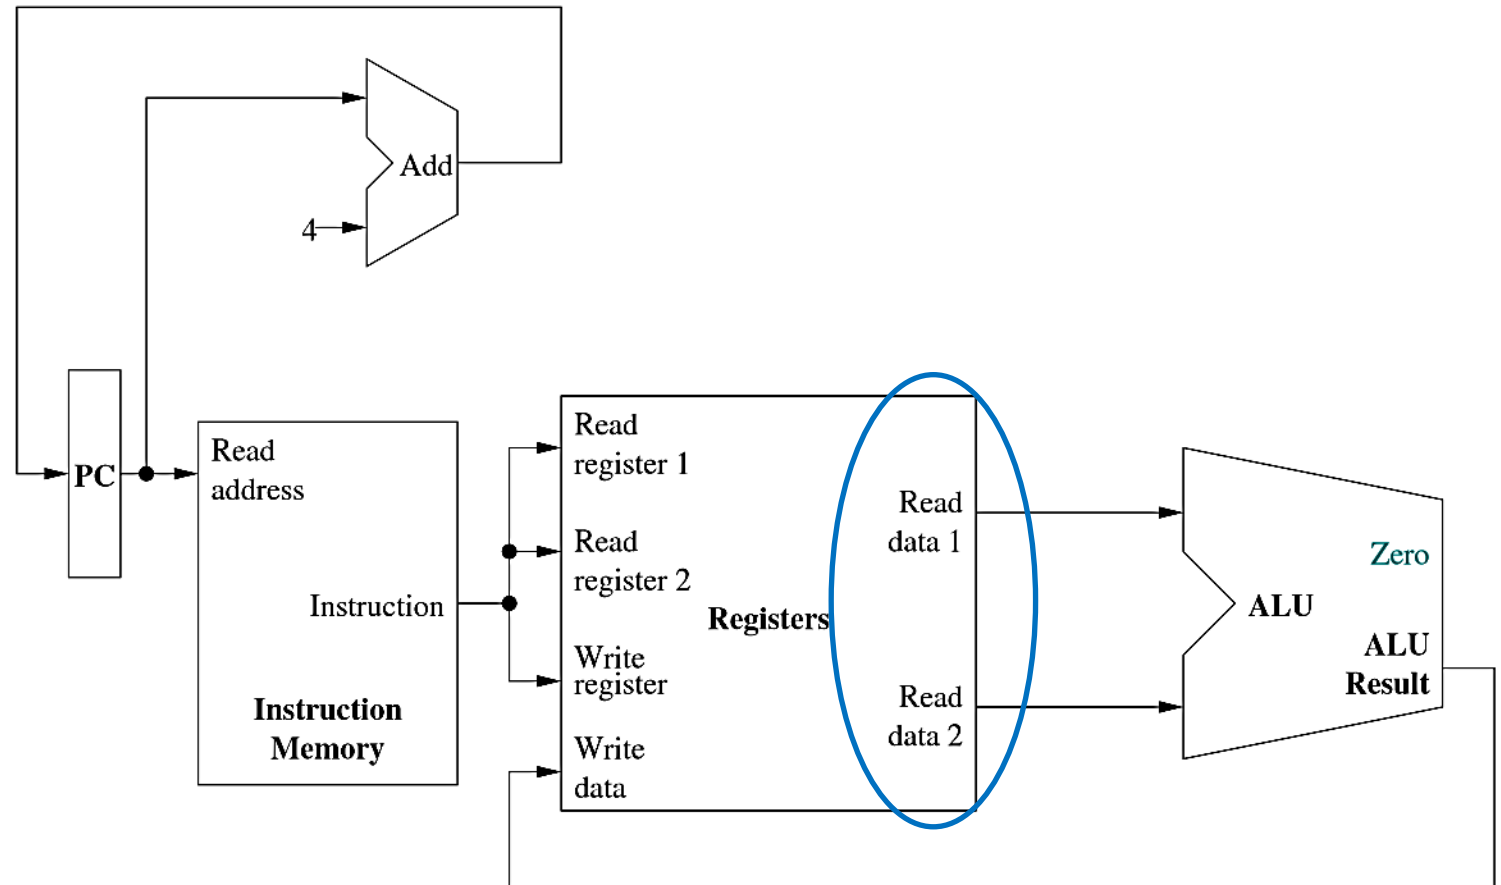 Add
4
PC
Read
address
Instruction
Instruction
Memory
Read
register 1
Read
register 2
Write
register
Write
data
Registers
Read
data 1
Read
data 2
Zero
ALU
ALU
Result